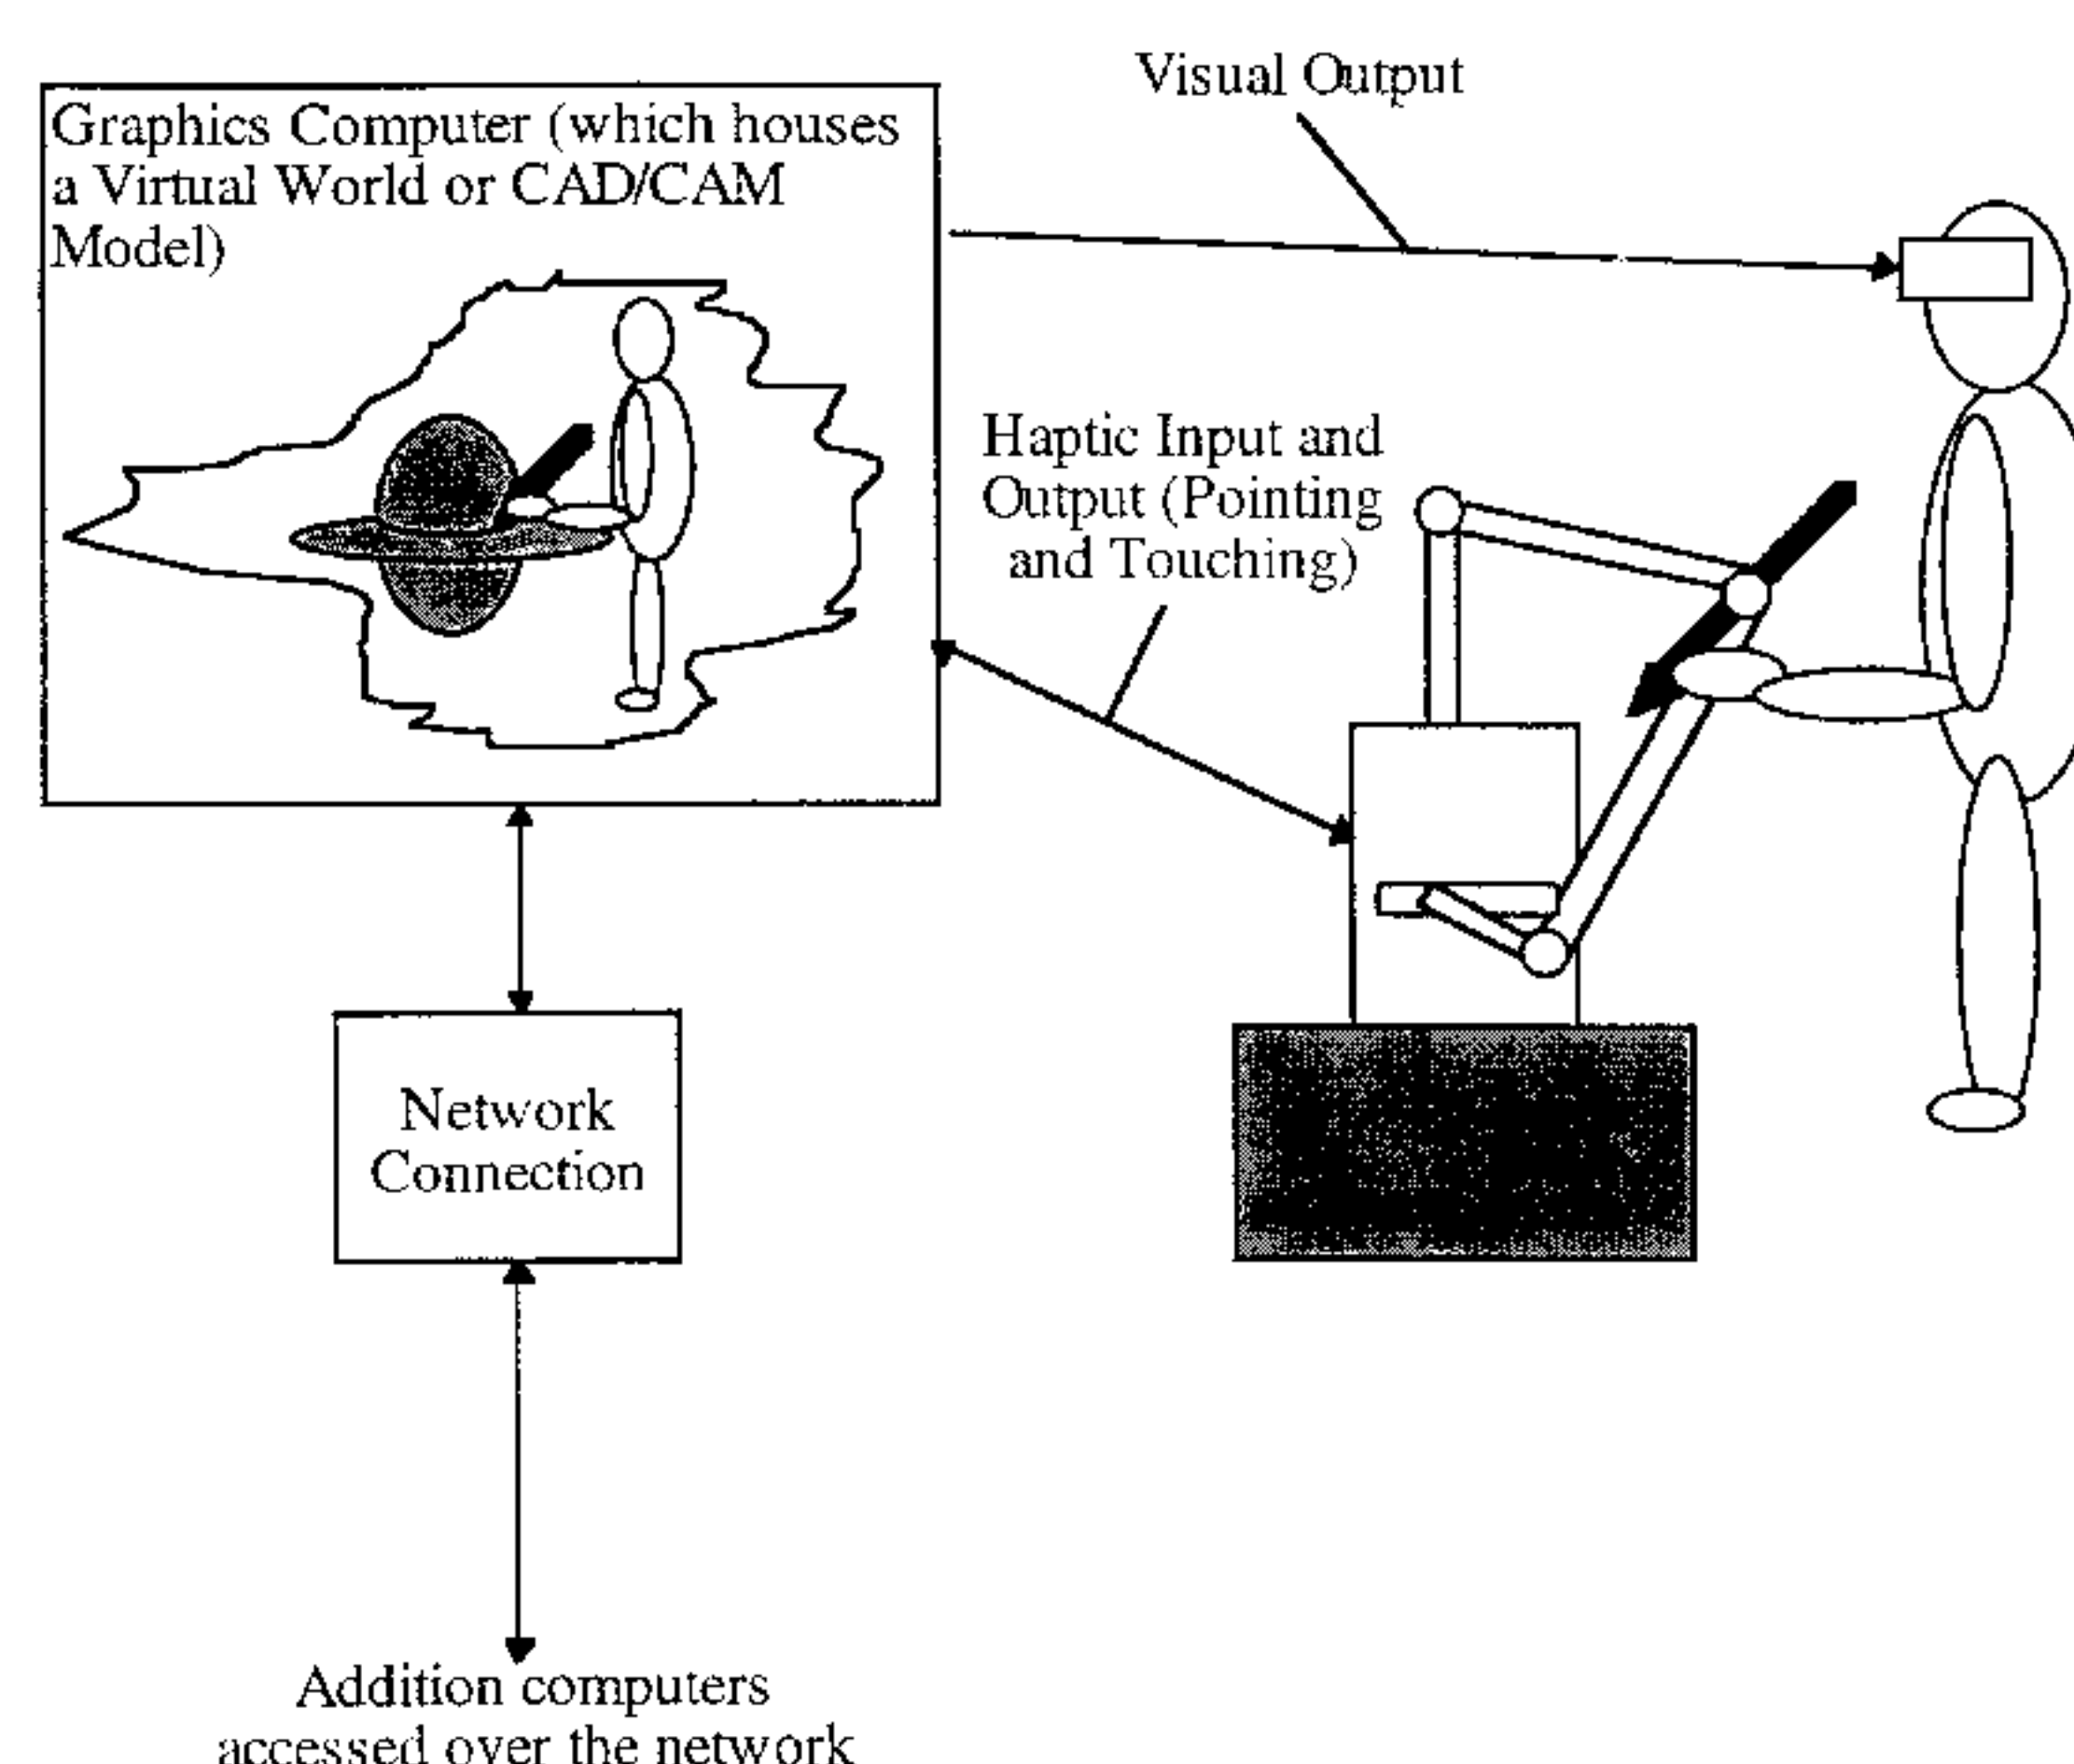 Visual Output
Graphics Computer (which houses
a Virtual World or CAD/CAM
Model)
Haptic Input and
Output (Pointing
and Touching)
Network
Connection
Addition computers
accessed over the network